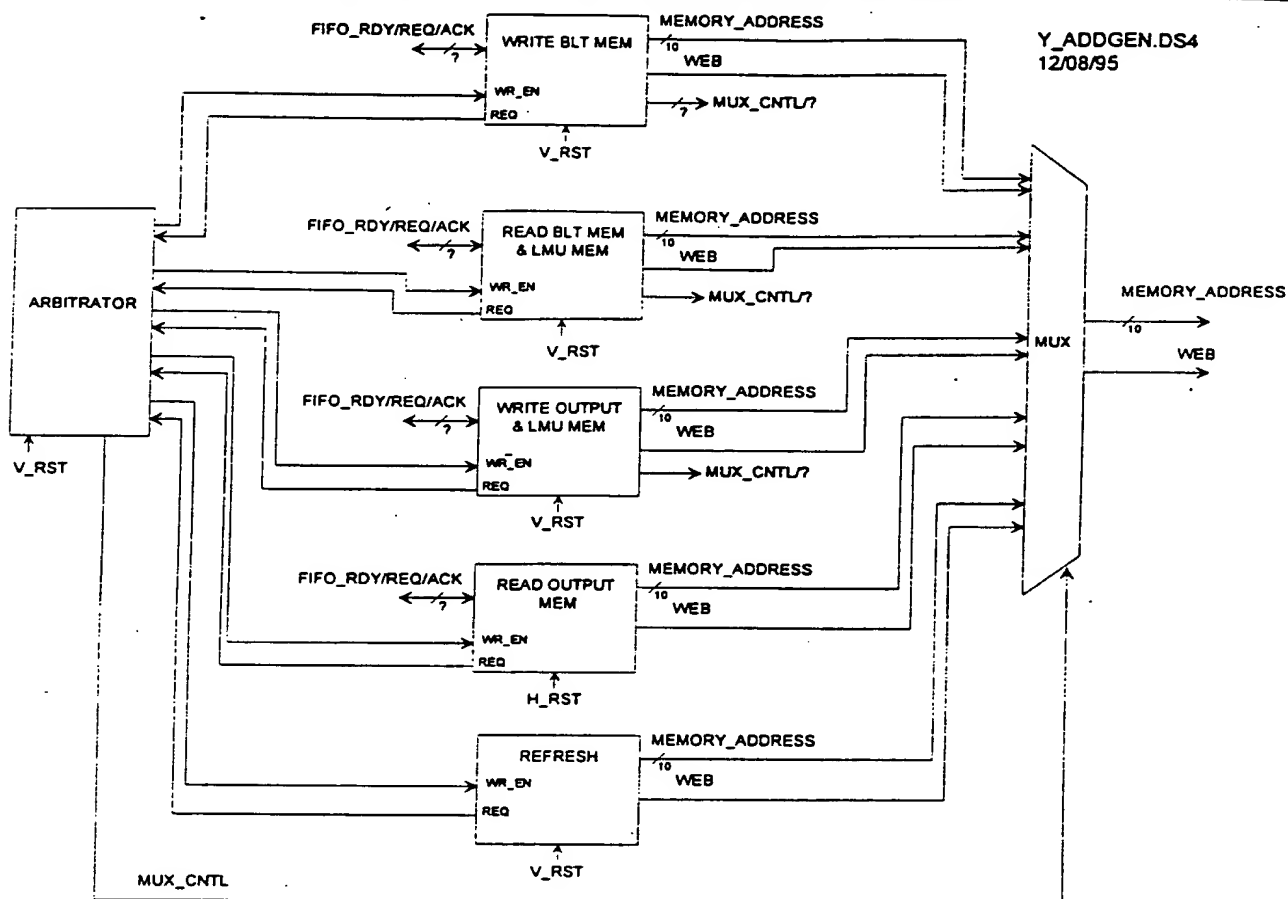 Y_ADDGEN.DS4
12/08/95
FIFO_RDY/REQ/ACK
?
WRITE BLT MEM
WR_EN
REQ
V_RST
MEMORY_ADDRESS
10
WEB
MUX_CNTL/?
?
FIFO_RDY/REQ/ACK
?
READ BLT MEM
& LMU MEM
WR_EN
REQ
V_RST
MEMORY_ADDRESS
10
WEB
MUX_CNTL/?
ARBITRATOR
V_RST
FIFO_RDY/REQ/ACK
?
WRITE OUTPUT
& LMU MEM
WR_EN
REQ
V_RST
MEMORY_ADDRESS
10
WEB
MUX_CNTL/?
MUX
MEMORY_ADDRESS
10
WEB
FIFO_RDY/REQ/ACK
?
READ OUTPUT
MEM
WR_EN
REQ
H_RST
MEMORY_ADDRESS
10
WEB
REFRESH
WR_EN
REQ
V_RST
MEMORY_ADDRESS
10
WEB
MUX_CNTL